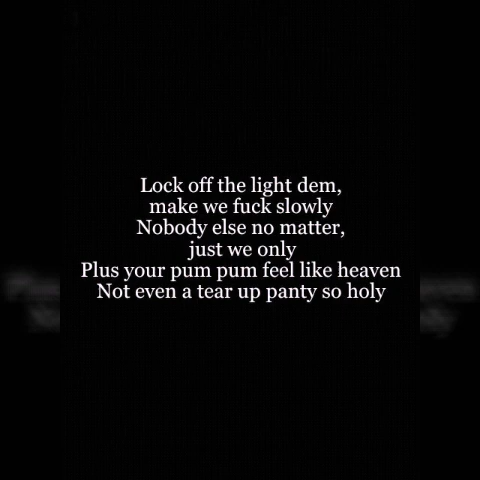 Lock off the light dem,
make we fuck slowly
Nobody else no matter,
just we only
Plus your pum pum feel like heaven
Not even a tear up panty so holy